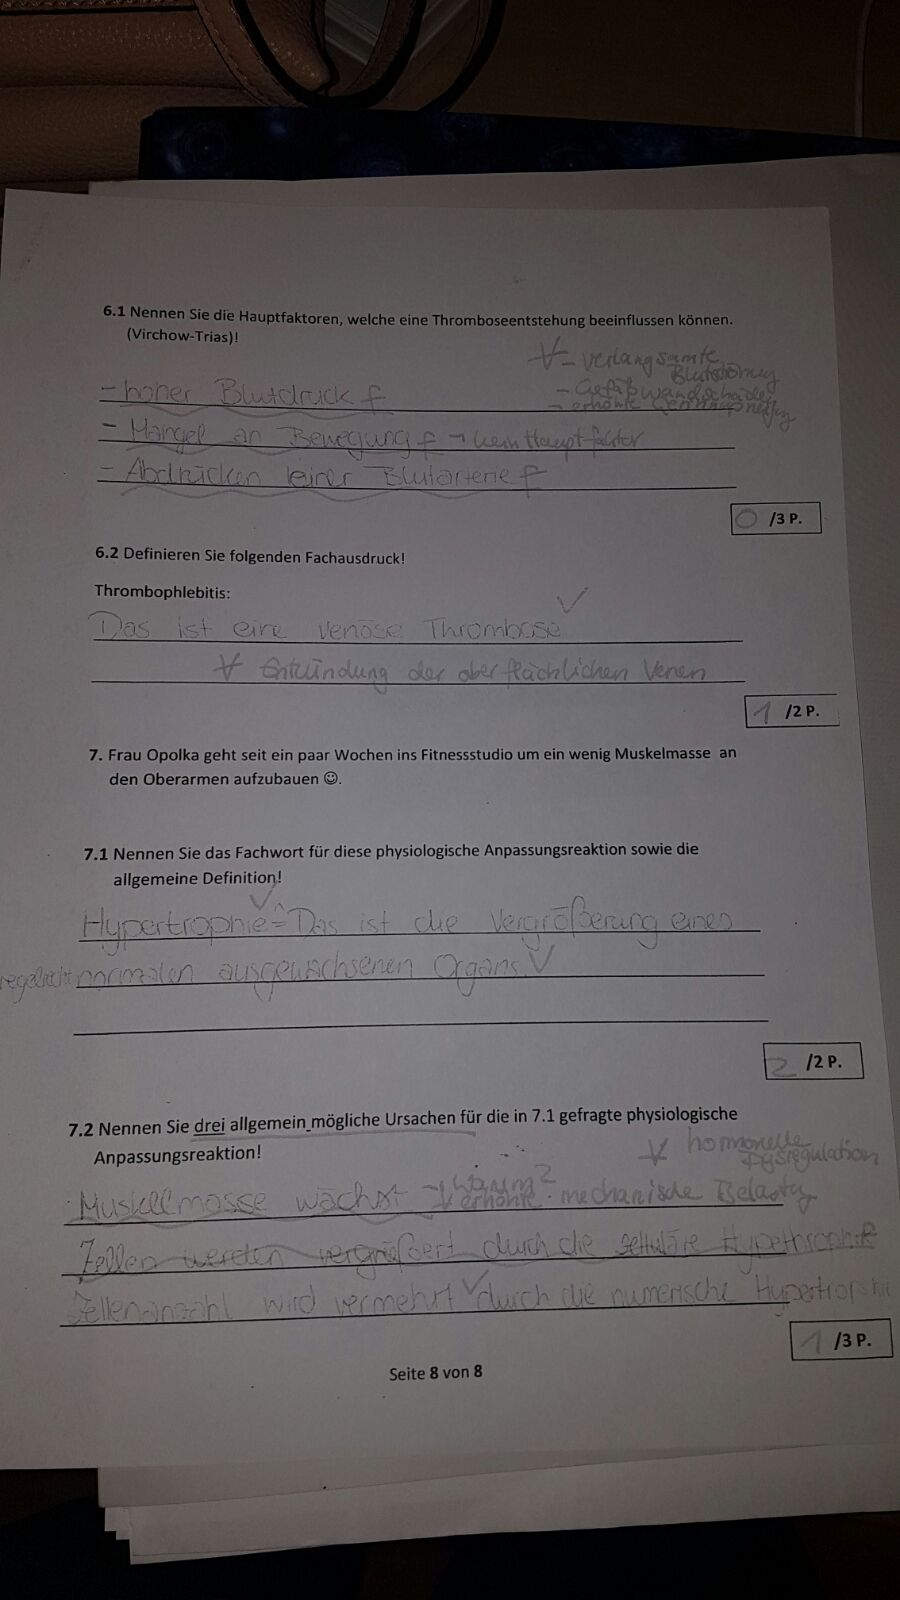 6.1 Nennen Sie die Hauptfaktoren, welche eine Thromboseentstehung beeinflussen können.
(Virchow-Trias)!
V - verlangsamte
Blutströmung
- Gefäßwandschäden
- erhöhte Gerinnungsneig
- hoher Blutdruck f
- Mangel an Bewegung f → kein Hauptfaktor
- Abdrücken einer Blutarterie f
0 /3 P.
6.2 Definieren Sie folgenden Fachausdruck!
Thrombophlebitis:
Das ist eine venöse Thrombose ✓
V Entzündung der oberflächlichen Venen
1 /2 P.
7. Frau Opolka geht seit ein paar Wochen ins Fitnessstudio um ein wenig Muskelmasse an
den Oberarmen aufzubauen ☺.
7.1 Nennen Sie das Fachwort für diese physiologische Anpassungsreaktion sowie die
allgemeine Definition!
Hypertrophie ≙ Das ist die Vergrößerung eines
normalen ausgewachsenen Organs ✓
2 /2 P.
7.2 Nennen Sie drei allgemein mögliche Ursachen für die in 7.1 gefragte physiologische
Anpassungsreaktion!
V hormonelle
Dysregulation
Muskelmasse wächst → warum?
V erhöhte mechanische Belastg
Zellen wereten vergrößert durch die zelluläre Hyperthrophie
Zellenanzahl wird vermehrt ✓ durch die numerische Hypertrophie
1 /3 P.
Seite 8 von 8